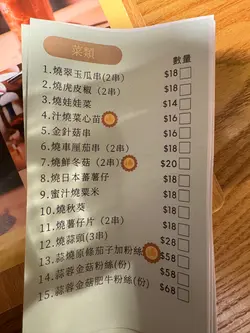 菜類
數量
1.燒翠玉瓜串(2串) $18
2.燒虎皮椒（2串） $18
3.燒娃娃菜 $14
4.汁燒菜心苗 $16
5.金針菇串 $16
6.燒車厘茄串（2串） $18
7.燒鮮冬菇（2串） $20
8.燒日本蕃薯仔 $18
9.蜜汁燒粟米 $18
10.燒秋葵 $18
11.燒薯仔片（2串） $18
12.燒蒜頭(3串) $28
13.蒜燒原條茄子加粉絲 $58
14.蒜蓉金菇粉絲(份) $58
15.蒜蓉金菇肥牛粉絲(份) $68